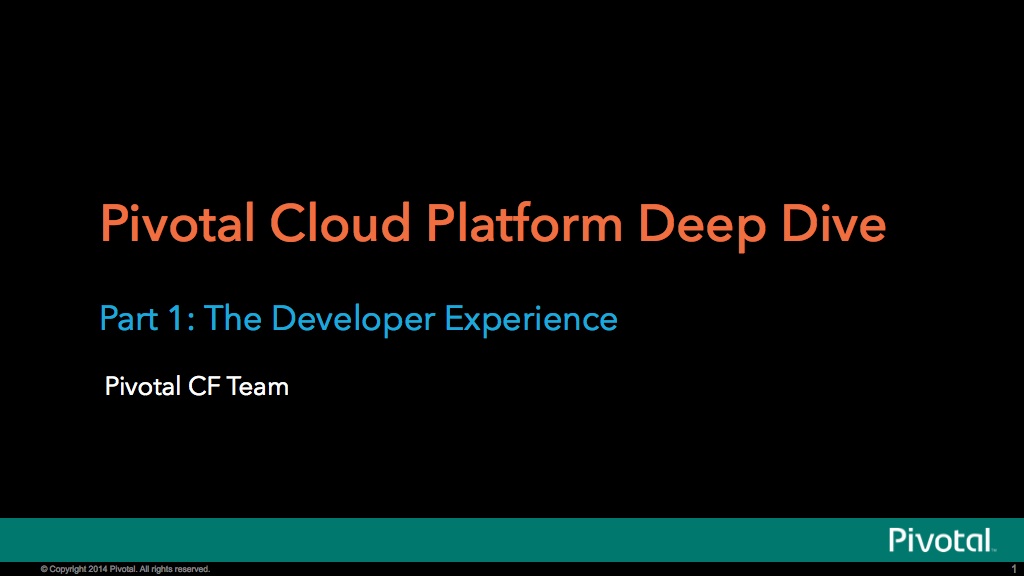 Pivotal Cloud Platform Deep Dive
Part 1: The Developer Experience
Pivotal CF Team
Pivotal™
© Copyright 2014 Pivotal. All rights reserved.
1